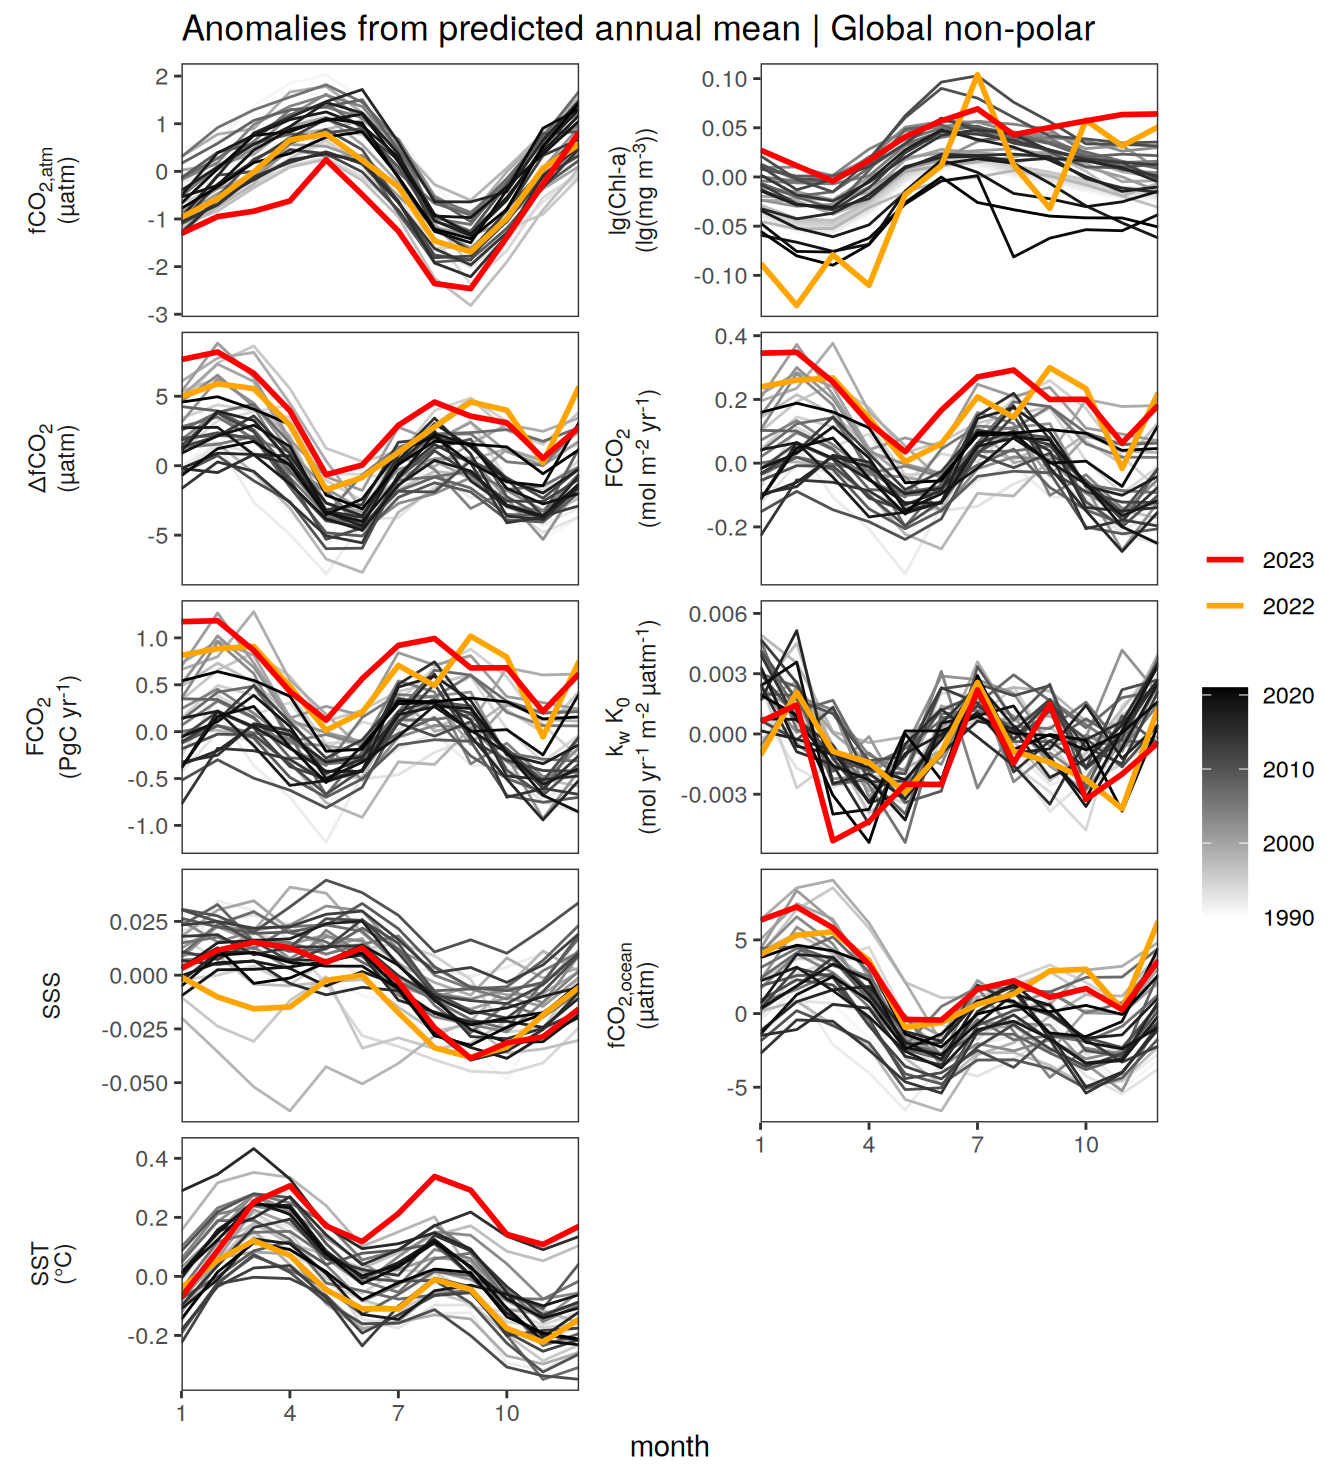 Anomalies from predicted annual mean | Global non-polar
fCO2,atm
(µatm)
2
1
0
-1
-2
-3
lg(Chl-a)
(lg(mg m-3))
0.10
0.05
0.00
-0.05
-0.10
ΔfCO2
(µatm)
5
0
-5
FCO2
(mol m-2 yr-1)
0.4
0.2
0.0
-0.2
FCO2
(PgC yr-1)
1.0
0.5
0.0
-0.5
-1.0
kw K0
(mol yr-1 m-2 µatm-1)
0.006
0.003
0.000
-0.003
SSS
0.025
0.000
-0.025
-0.050
fCO2,ocean
(µatm)
5
0
-5
1 4 7 10
SST
(°C)
0.4
0.2
0.0
-0.2
1 4 7 10
month
2023
2022
2020
2010
2000
1990